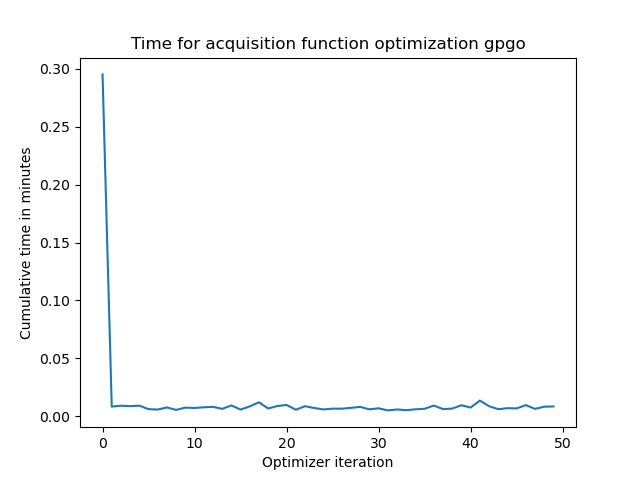 Time for acquisition function optimization gpgo
0.30
0.25
0.20
0.15
0.10
0.05
0.00
Cumulative time in minutes
0 10 20 30 40 50
Optimizer iteration